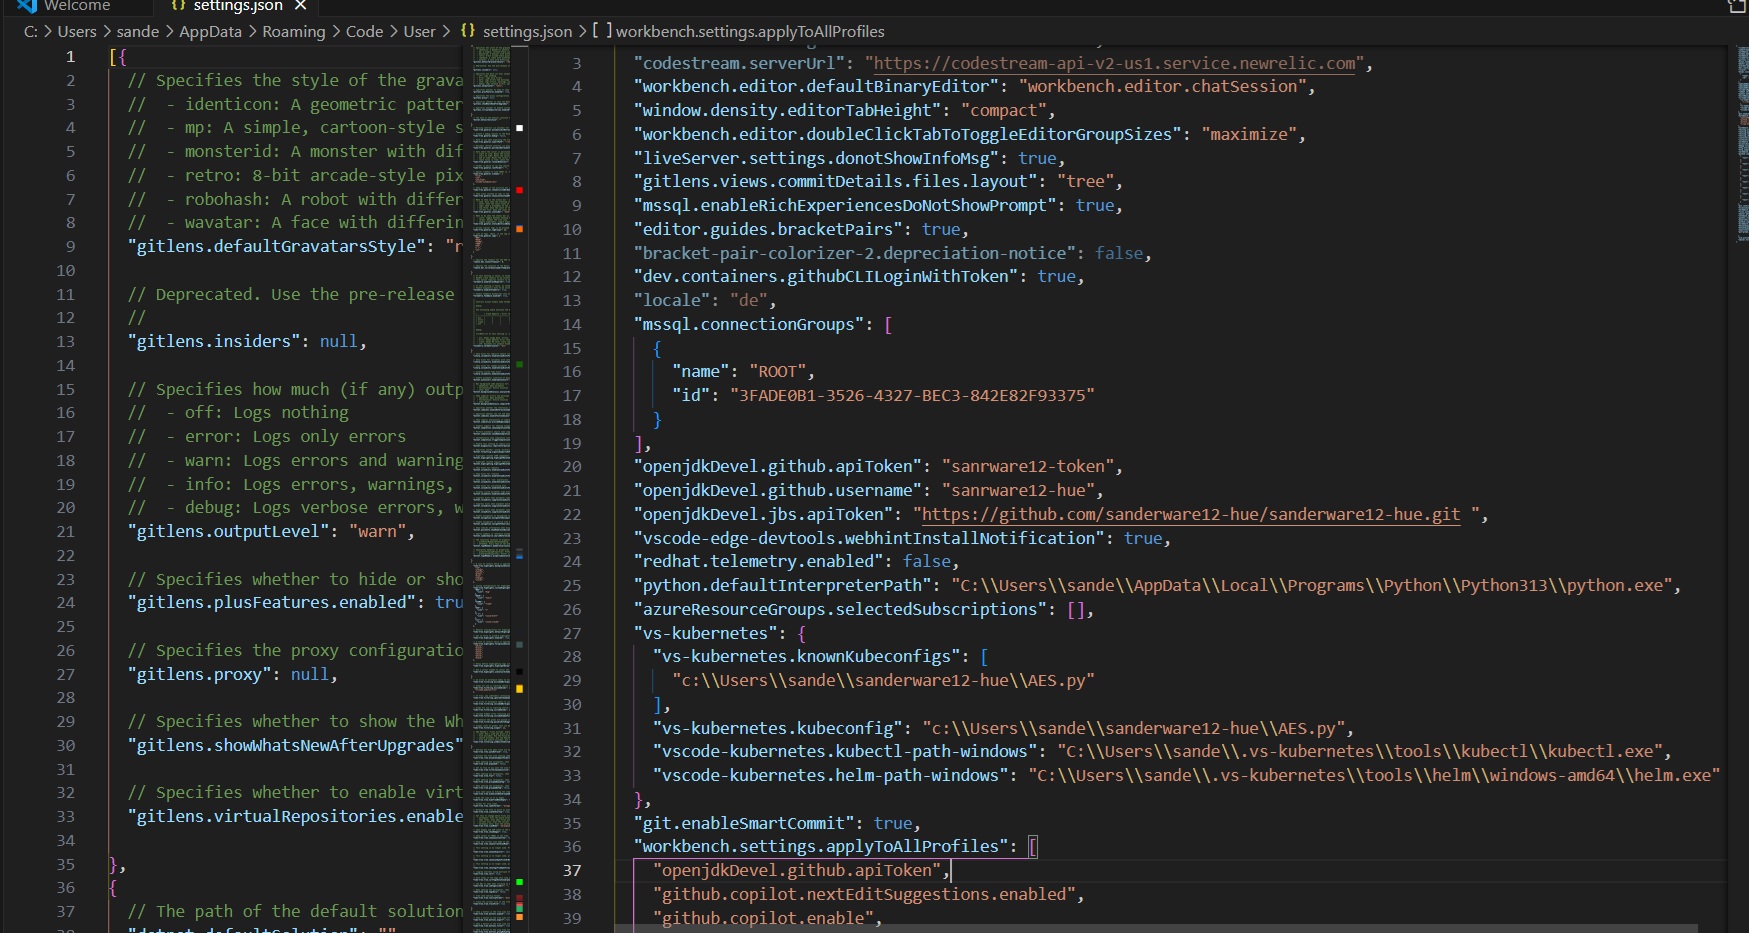 Welcome
{} settings.json ×
C: > Users > sande > AppData > Roaming > Code > User > {} settings.json > [ ] workbench.settings.applyToAllProfiles
1 [{
2 // Specifies the style of the grava
3 //  - identicon: A geometric patter
4 //  - mp: A simple, cartoon-style s
5 //  - monsterid: A monster with dif
6 //  - retro: 8-bit arcade-style pix
7 //  - robohash: A robot with differ
8 //  - wavatar: A face with differin
9 "gitlens.defaultGravatarsStyle": "r
10
11 // Deprecated. Use the pre-release
12 //
13 "gitlens.insiders": null,
14
15 // Specifies how much (if any) outp
16 //  - off: Logs nothing
17 //  - error: Logs only errors
18 //  - warn: Logs errors and warning
19 //  - info: Logs errors, warnings,
20 //  - debug: Logs verbose errors, w
21 "gitlens.outputLevel": "warn",
22
23 // Specifies whether to hide or sho
24 "gitlens.plusFeatures.enabled": tru
25
26 // Specifies the proxy configuratio
27 "gitlens.proxy": null,
28
29 // Specifies whether to show the Wh
30 "gitlens.showWhatsNewAfterUpgrades"
31
32 // Specifies whether to enable virt
33 "gitlens.virtualRepositories.enable
34
35 },
36 {
37 // The path of the default solution
38 "dotnet.defaultSolution": ""
3 "codestream.serverUrl": "https://codestream-api-v2-us1.service.newrelic.com",
4 "workbench.editor.defaultBinaryEditor": "workbench.editor.chatSession",
5 "window.density.editorTabHeight": "compact",
6 "workbench.editor.doubleClickTabToToggleEditorGroupSizes": "maximize",
7 "liveServer.settings.donotShowInfoMsg": true,
8 "gitlens.views.commitDetails.files.layout": "tree",
9 "mssql.enableRichExperiencesDoNotShowPrompt": true,
10 "editor.guides.bracketPairs": true,
11 "bracket-pair-colorizer-2.depreciation-notice": false,
12 "dev.containers.githubCLILoginWithToken": true,
13 "locale": "de",
14 "mssql.connectionGroups": [
15 {
16 "name": "ROOT",
17 "id": "3FADE0B1-3526-4327-BEC3-842E82F93375"
18 }
19 ],
20 "openjdkDevel.github.apiToken": "sanrware12-token",
21 "openjdkDevel.github.username": "sanrware12-hue",
22 "openjdkDevel.jbs.apiToken": "https://github.com/sanderware12-hue/sanderware12-hue.git ",
23 "vscode-edge-devtools.webhintInstallNotification": true,
24 "redhat.telemetry.enabled": false,
25 "python.defaultInterpreterPath": "C:\\Users\\sande\\AppData\\Local\\Programs\\Python\\Python313\\python.exe",
26 "azureResourceGroups.selectedSubscriptions": [],
27 "vs-kubernetes": {
28 "vs-kubernetes.knownKubeconfigs": [
29 "c:\\Users\\sande\\sanderware12-hue\\AES.py"
30 ],
31 "vs-kubernetes.kubeconfig": "c:\\Users\\sande\\sanderware12-hue\\AES.py",
32 "vscode-kubernetes.kubectl-path-windows": "C:\\Users\\sande\\.vs-kubernetes\\tools\\kubectl\\kubectl.exe",
33 "vscode-kubernetes.helm-path-windows": "C:\\Users\\sande\\.vs-kubernetes\\tools\\helm\\windows-amd64\\helm.exe"
34 },
35 "git.enableSmartCommit": true,
36 "workbench.settings.applyToAllProfiles": [
37 "openjdkDevel.github.apiToken",
38 "github.copilot.nextEditSuggestions.enabled",
39 "github.copilot.enable",